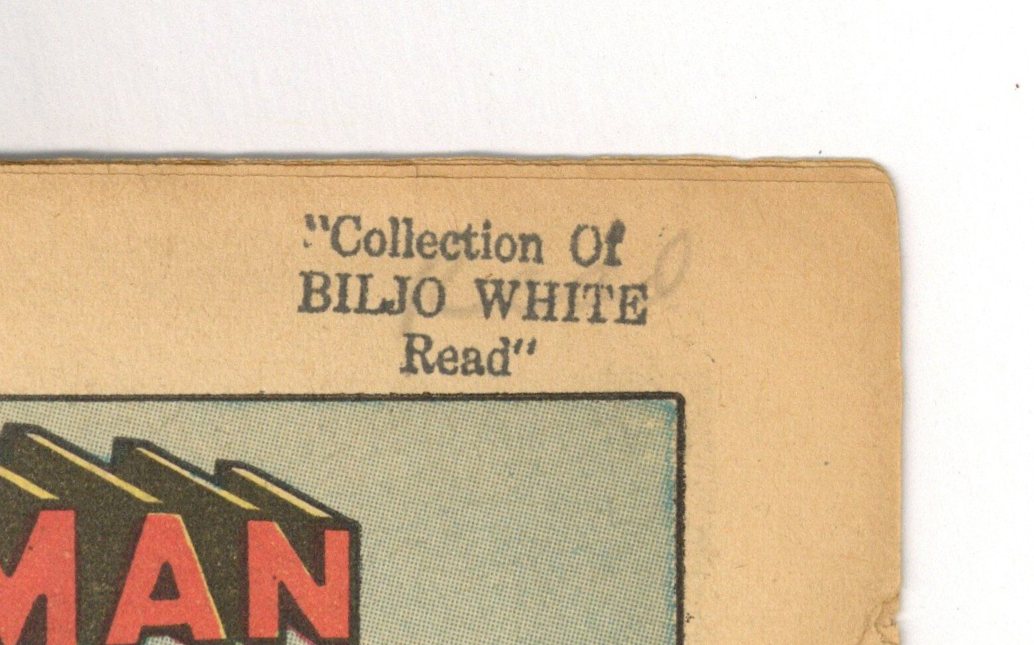 "Collection Of
BILJO WHITE
Read"
MAN